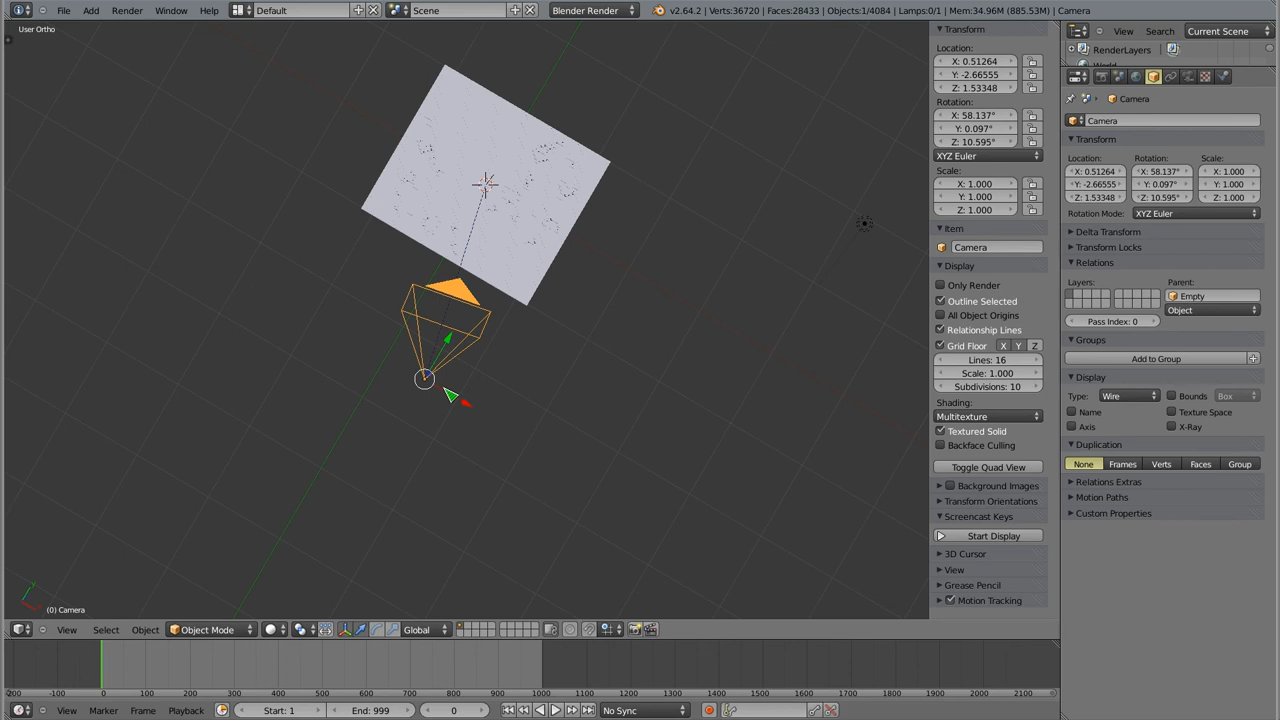 File Add Render Window Help Default Scene Blender Render v2.64.2 | Verts:36720 | Faces:28433 | Objects:1/4084 | Lamps:0/1 | Mem:34.96M (885.53M) | Camera
User Ortho
(0) Camera
View Select Object Object Mode Global
Transform
Location:
X: 0.51264
Y: -2.66555
Z: 1.53348
Rotation:
X: 58.137°
Y: 0.097°
Z: 10.595°
XYZ Euler
Scale:
X: 1.000
Y: 1.000
Z: 1.000
Item
Camera
Display
Only Render
Outline Selected
All Object Origins
Relationship Lines
Grid Floor X Y Z
Lines: 16
Scale: 1.000
Subdivisions: 10
Shading:
Multitexture
Textured Solid
Backface Culling
Toggle Quad View
Background Images
Transform Orientations
Screencast Keys
Start Display
3D Cursor
View
Grease Pencil
Motion Tracking
View Search Current Scene
RenderLayers
Camera
Camera
Transform
Location: Rotation: Scale:
X: 0.51264 X: 58.137° X: 1.000
Y: -2.66555 Y: 0.097° Y: 1.000
Z: 1.53348 Z: 10.595° Z: 1.000
Rotation Mode: XYZ Euler
Delta Transform
Transform Locks
Relations
Layers: Parent:
Empty
Object
Pass Index: 0
Groups
Add to Group
Display
Type: Wire Bounds Box
Name Texture Space
Axis X-Ray
Duplication
None Frames Verts Faces Group
Relations Extras
Motion Paths
Custom Properties
-200 -100 0 100 200 300 400 500 600 700 800 900 1000 1100 1200 1300 1400 1500 1600 1700 1800 1900 2000 2100
View Marker Frame Playback Start: 1 End: 999 0 No Sync